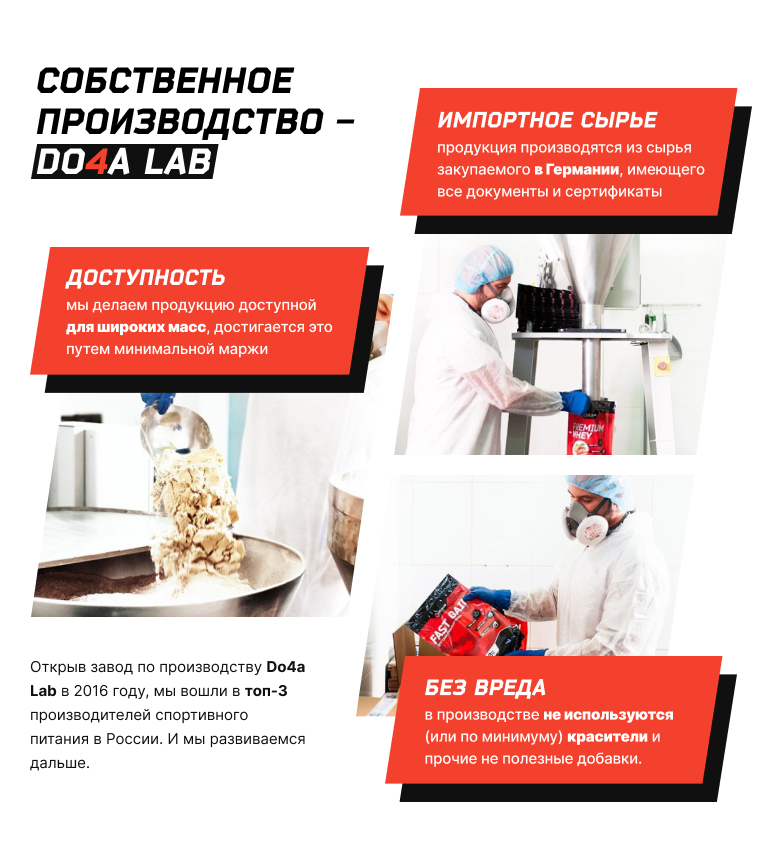 СОБСТВЕННОЕ
ПРОИЗВОДСТВО –
DO4A LAB
ИМПОРТНОЕ СЫРЬЕ
продукция производятся из сырья
закупаемого в Германии, имеющего
все документы и сертификаты
ДОСТУПНОСТЬ
мы делаем продукцию доступной
для широких масс, достигается это
путем минимальной маржи
PREMIUM
WHEY
FAST GAIN
Открыв завод по производству Do4a
Lab в 2016 году, мы вошли в топ-3
производителей спортивного
питания в России. И мы развиваемся
дальше.
БЕЗ ВРЕДА
в производстве не используются
(или по минимуму) красители и
прочие не полезные добавки.